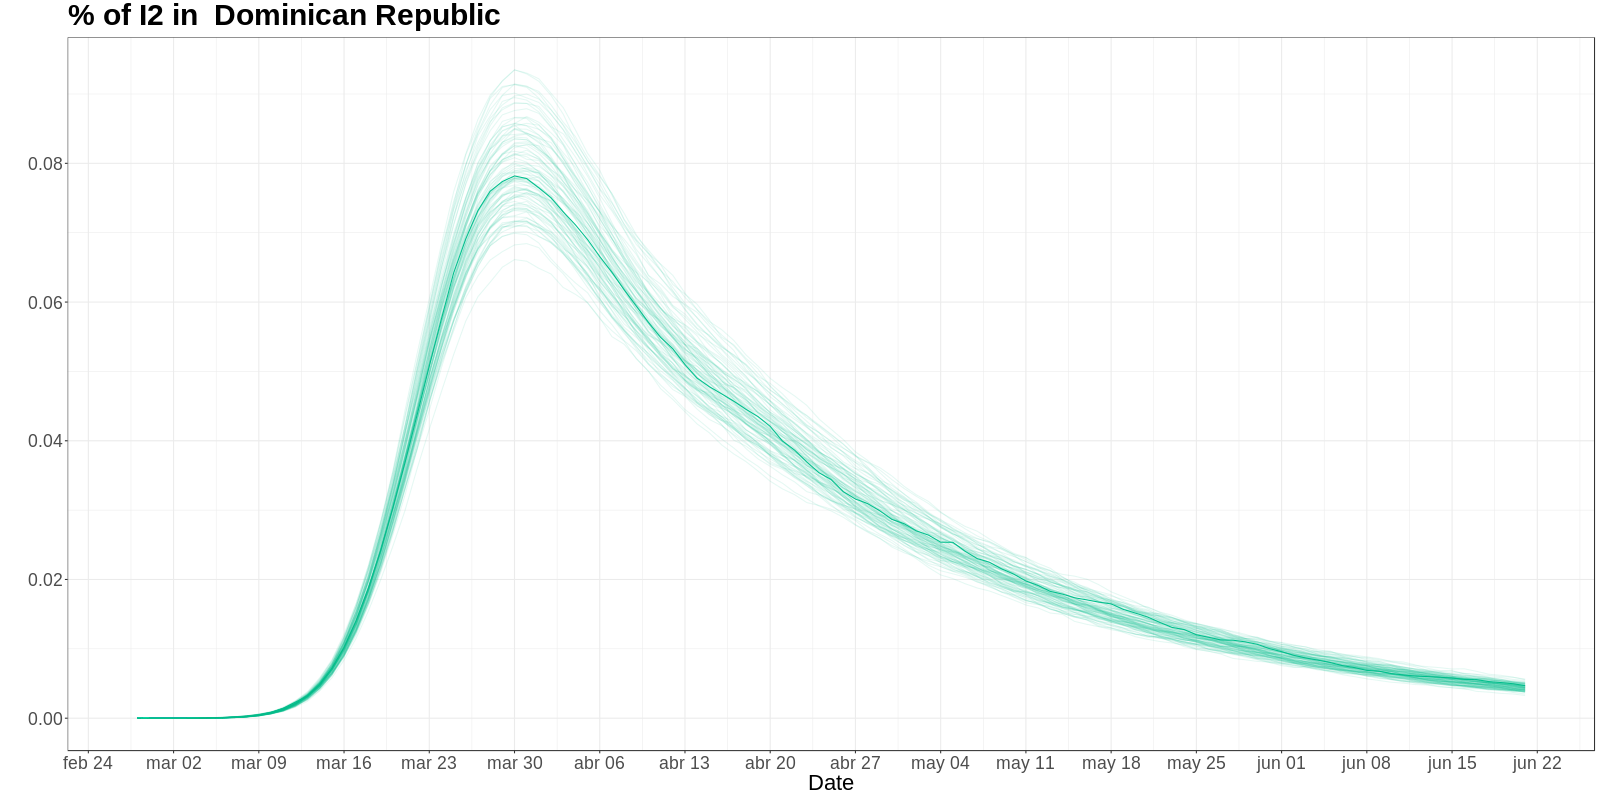 % of I2 in  Dominican Republic
0.08
0.06
0.04
0.02
0.00
feb 24 mar 02 mar 09 mar 16 mar 23 mar 30 abr 06 abr 13 abr 20 abr 27 may 04 may 11 may 18 may 25 jun 01 jun 08 jun 15 jun 22
Date